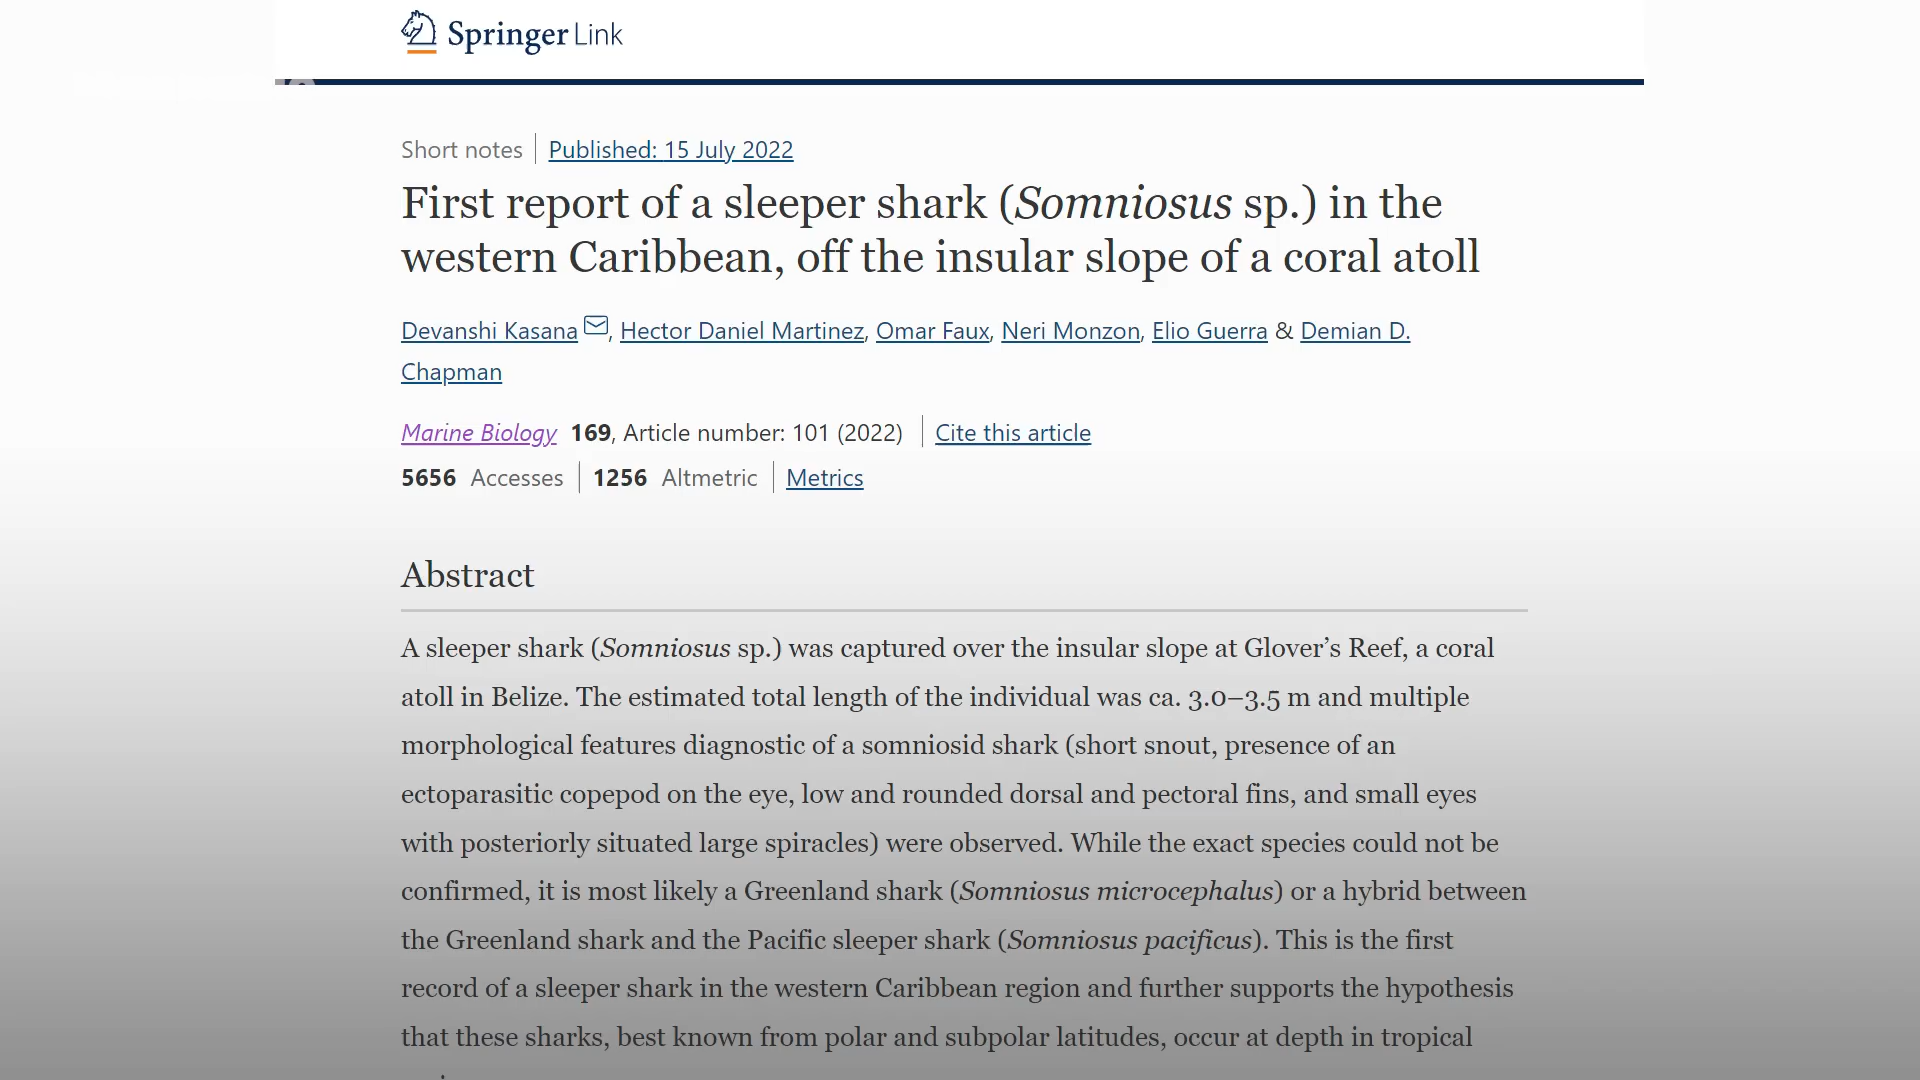 Springer Link
Short notes Published: 15 July 2022
First report of a sleeper shark (Somniosus sp.) in the
western Caribbean, off the insular slope of a coral atoll
Devanshi Kasana, Hector Daniel Martinez, Omar Faux, Neri Monzon, Elio Guerra & Demian D.
Chapman
Marine Biology 169, Article number: 101 (2022) Cite this article
5656 Accesses 1256 Altmetric Metrics
Abstract
A sleeper shark (Somniosus sp.) was captured over the insular slope at Glover’s Reef, a coral
atoll in Belize. The estimated total length of the individual was ca. 3.0–3.5 m and multiple
morphological features diagnostic of a somniosid shark (short snout, presence of an
ectoparasitic copepod on the eye, low and rounded dorsal and pectoral fins, and small eyes
with posteriorly situated large spiracles) were observed. While the exact species could not be
confirmed, it is most likely a Greenland shark (Somniosus microcephalus) or a hybrid between
the Greenland shark and the Pacific sleeper shark (Somniosus pacificus). This is the first
record of a sleeper shark in the western Caribbean region and further supports the hypothesis
that these sharks, best known from polar and subpolar latitudes, occur at depth in tropical